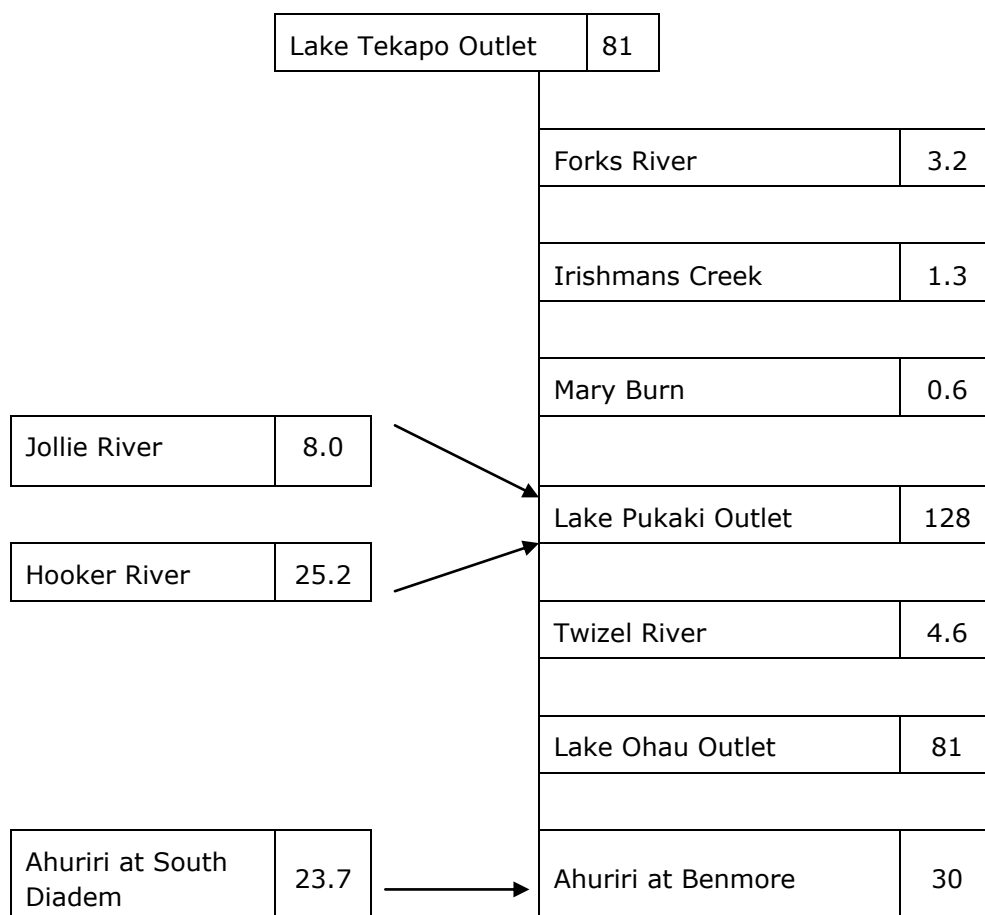 Lake Tekapo Outlet 81
Forks River 3.2
Irishmans Creek 1.3
Mary Burn 0.6
Jollie River 8.0
Lake Pukaki Outlet 128
Hooker River 25.2
Twizel River 4.6
Lake Ohau Outlet 81
Ahuriri at South
Diadem
23.7
Ahuriri at Benmore 30